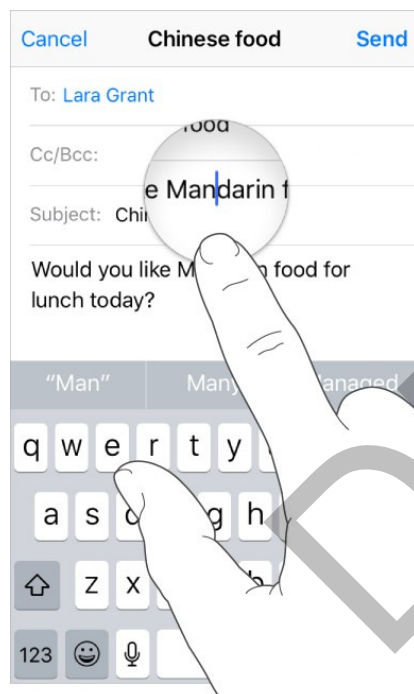 Cancel Chinese food Send
To: Lara Grant
food
Cc/Bcc:
e Mandarin f
Subject: Chi
Would you like M n food for
lunch today?
"Man" Many anaged
q w e r t y
a s d g h
z x b
123